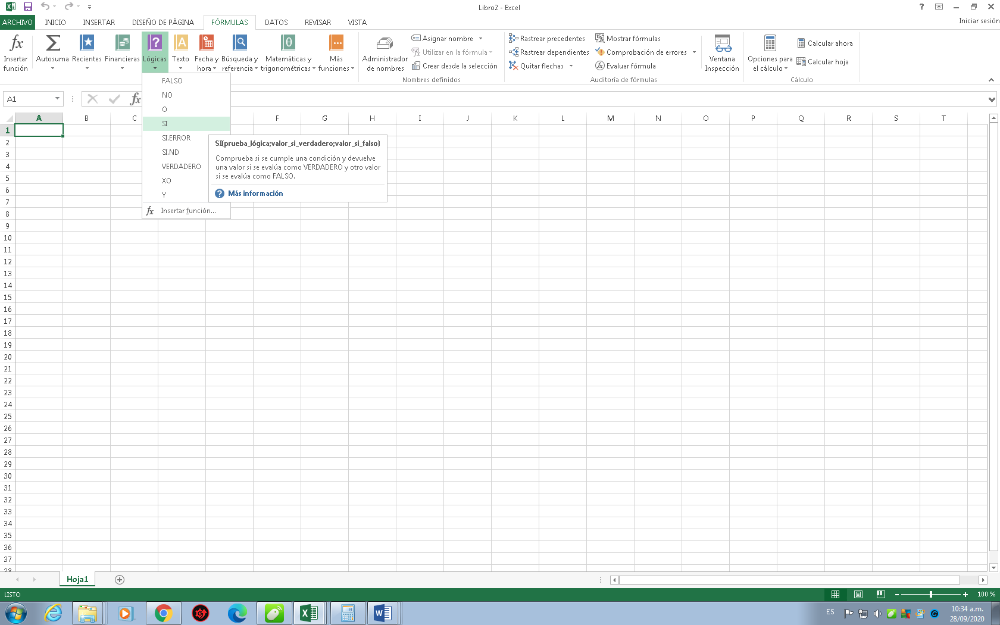 Libro2 - Excel
?
Iniciar sesión
ARCHIVO INICIO INSERTAR DISEÑO DE PÁGINA FÓRMULAS DATOS REVISAR VISTA
Insertar función
Autosuma
Recientes
Financieras
Lógicas
Texto
Fecha y hora
Búsqueda y referencia
Matemáticas y trigonométricas
Más funciones
Administrador de nombres
Asignar nombre
Utilizar en la fórmula
Crear desde la selección
Nombres definidos
Rastrear precedentes
Rastrear dependientes
Quitar flechas
Mostrar fórmulas
Comprobación de errores
Evaluar fórmula
Auditoría de fórmulas
Ventana Inspección
Opciones para el cálculo
Calcular ahora
Calcular hoja
Cálculo
A1
fx
FALSO
NO
O
SI
SI.ERROR
SI.ND
VERDADERO
XO
Y
fx Insertar función...
SI(prueba_lógica;valor_si_verdadero;valor_si_falso)
Comprueba si se cumple una condición y devuelve
una valor si se evalúa como VERDADERO y otro valor
si se evalúa como FALSO.
? Más información
A B C F G H I J K L M N O P Q R S T
1
2
3
4
5
6
7
8
9
10
11
12
13
14
15
16
17
18
19
20
21
22
23
24
25
26
27
28
29
30
31
32
33
34
35
36
37
38
Hoja1
LISTO
100 %
ES
10:34 a.m.
28/09/2020